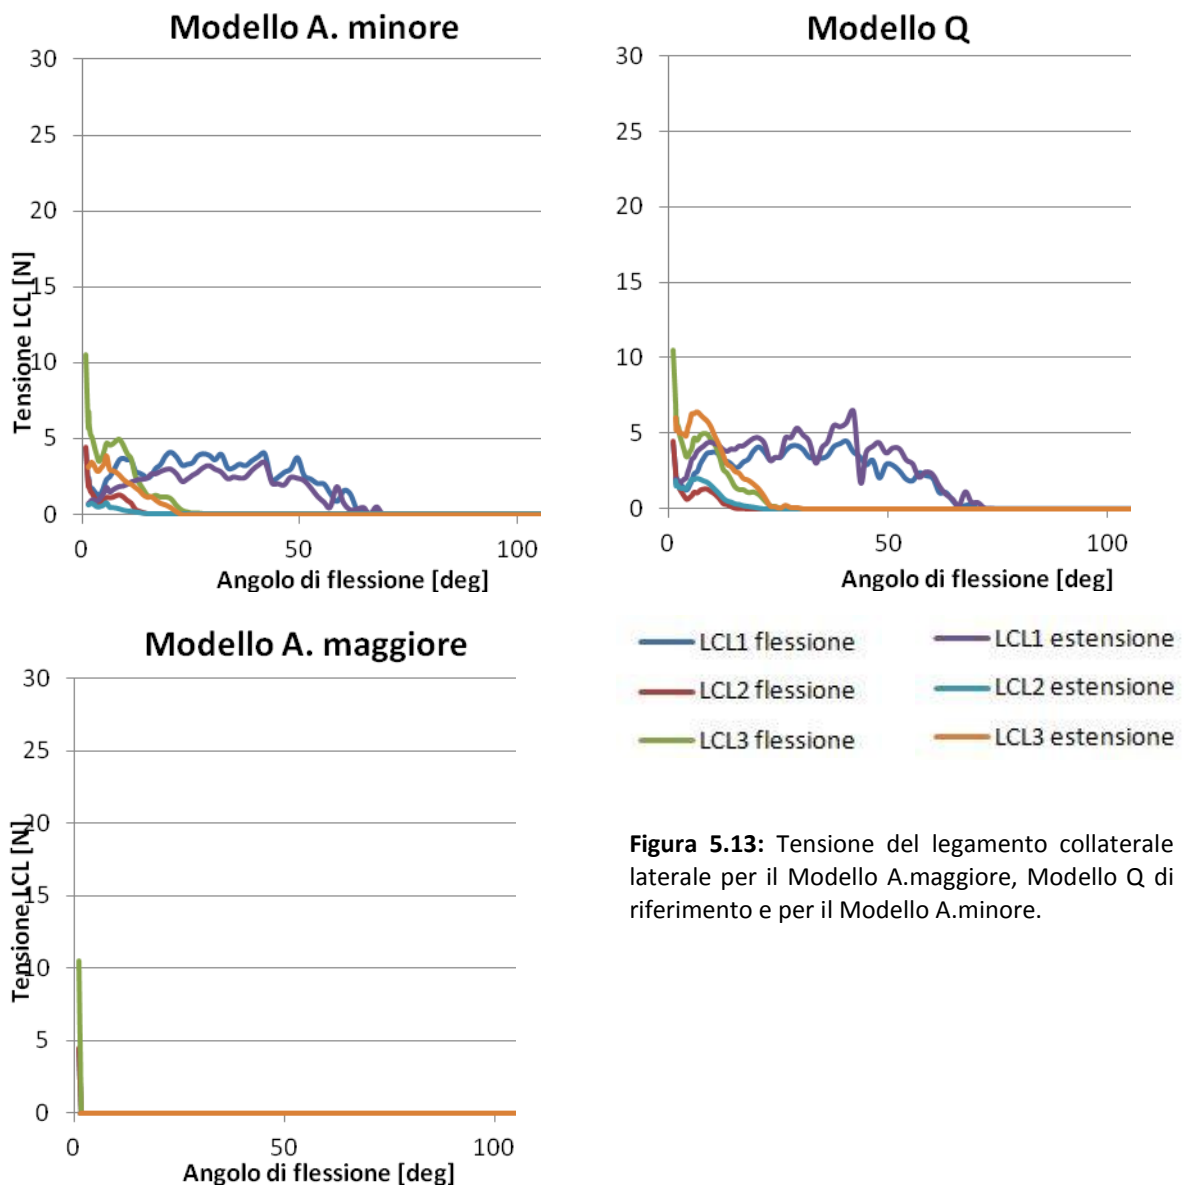 Modello A. minore
30
25
20
15
10
5
0
Tensione LCL [N]
0 50 100
Angolo di flessione [deg]
Modello Q
30
25
20
15
10
5
0
0 50 100
Angolo di flessione [deg]
Modello A. maggiore
30
25
20
15
10
5
0
Tensione LCL [N]
0 50 100
Angolo di flessione [deg]
LCL1 flessione LCL1 estensione
LCL2 flessione LCL2 estensione
LCL3 flessione LCL3 estensione
Figura 5.13: Tensione del legamento collaterale
laterale per il Modello A.maggiore, Modello Q di
riferimento e per il Modello A.minore.